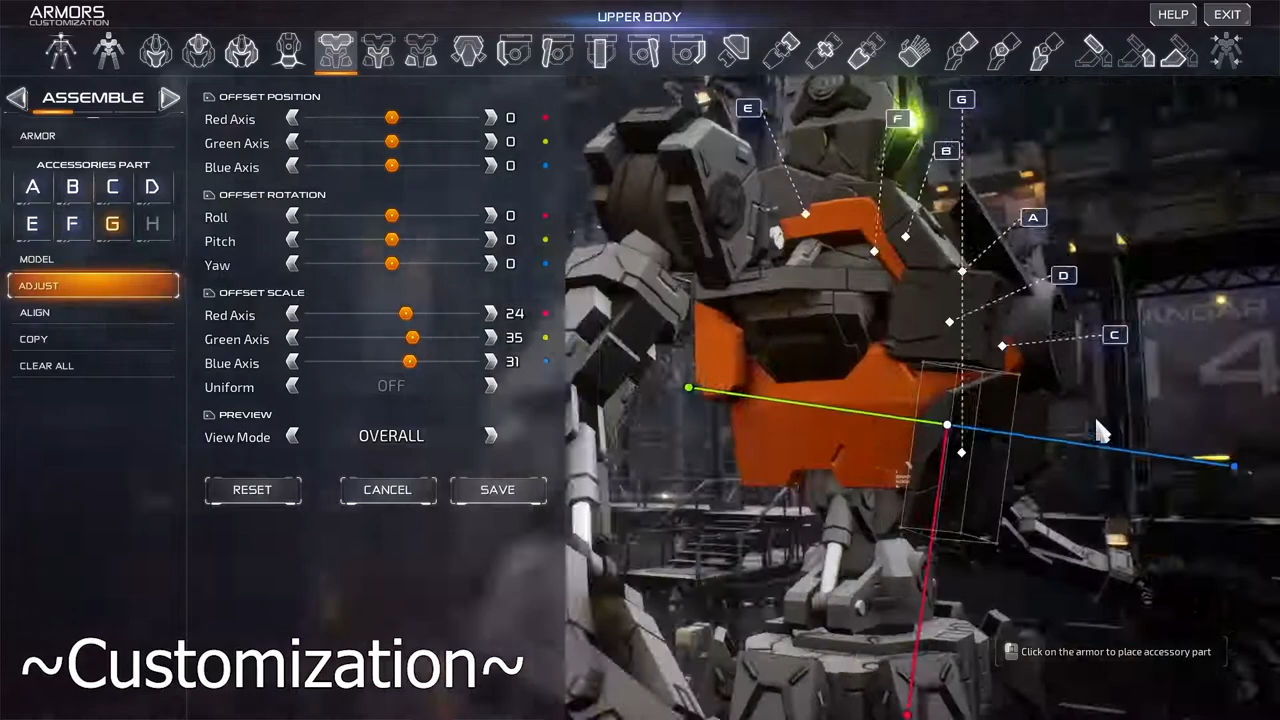 ARMORS
CUSTOMIZATION
UPPER BODY
HELP
EXIT
ASSEMBLE
ARMOR
ACCESSORIES PART
A B C D
E F G H
MODEL
ADJUST
ALIGN
COPY
CLEAR ALL
OFFSET POSITION
Red Axis 0
Green Axis 0
Blue Axis 0
OFFSET ROTATION
Roll 0
Pitch 0
Yaw 0
OFFSET SCALE
Red Axis 24
Green Axis 35
Blue Axis 31
Uniform OFF
PREVIEW
View Mode OVERALL
RESET
CANCEL
SAVE
E
F
G
B
A
D
C
14
Click on the armor to place accessory part
~Customization~